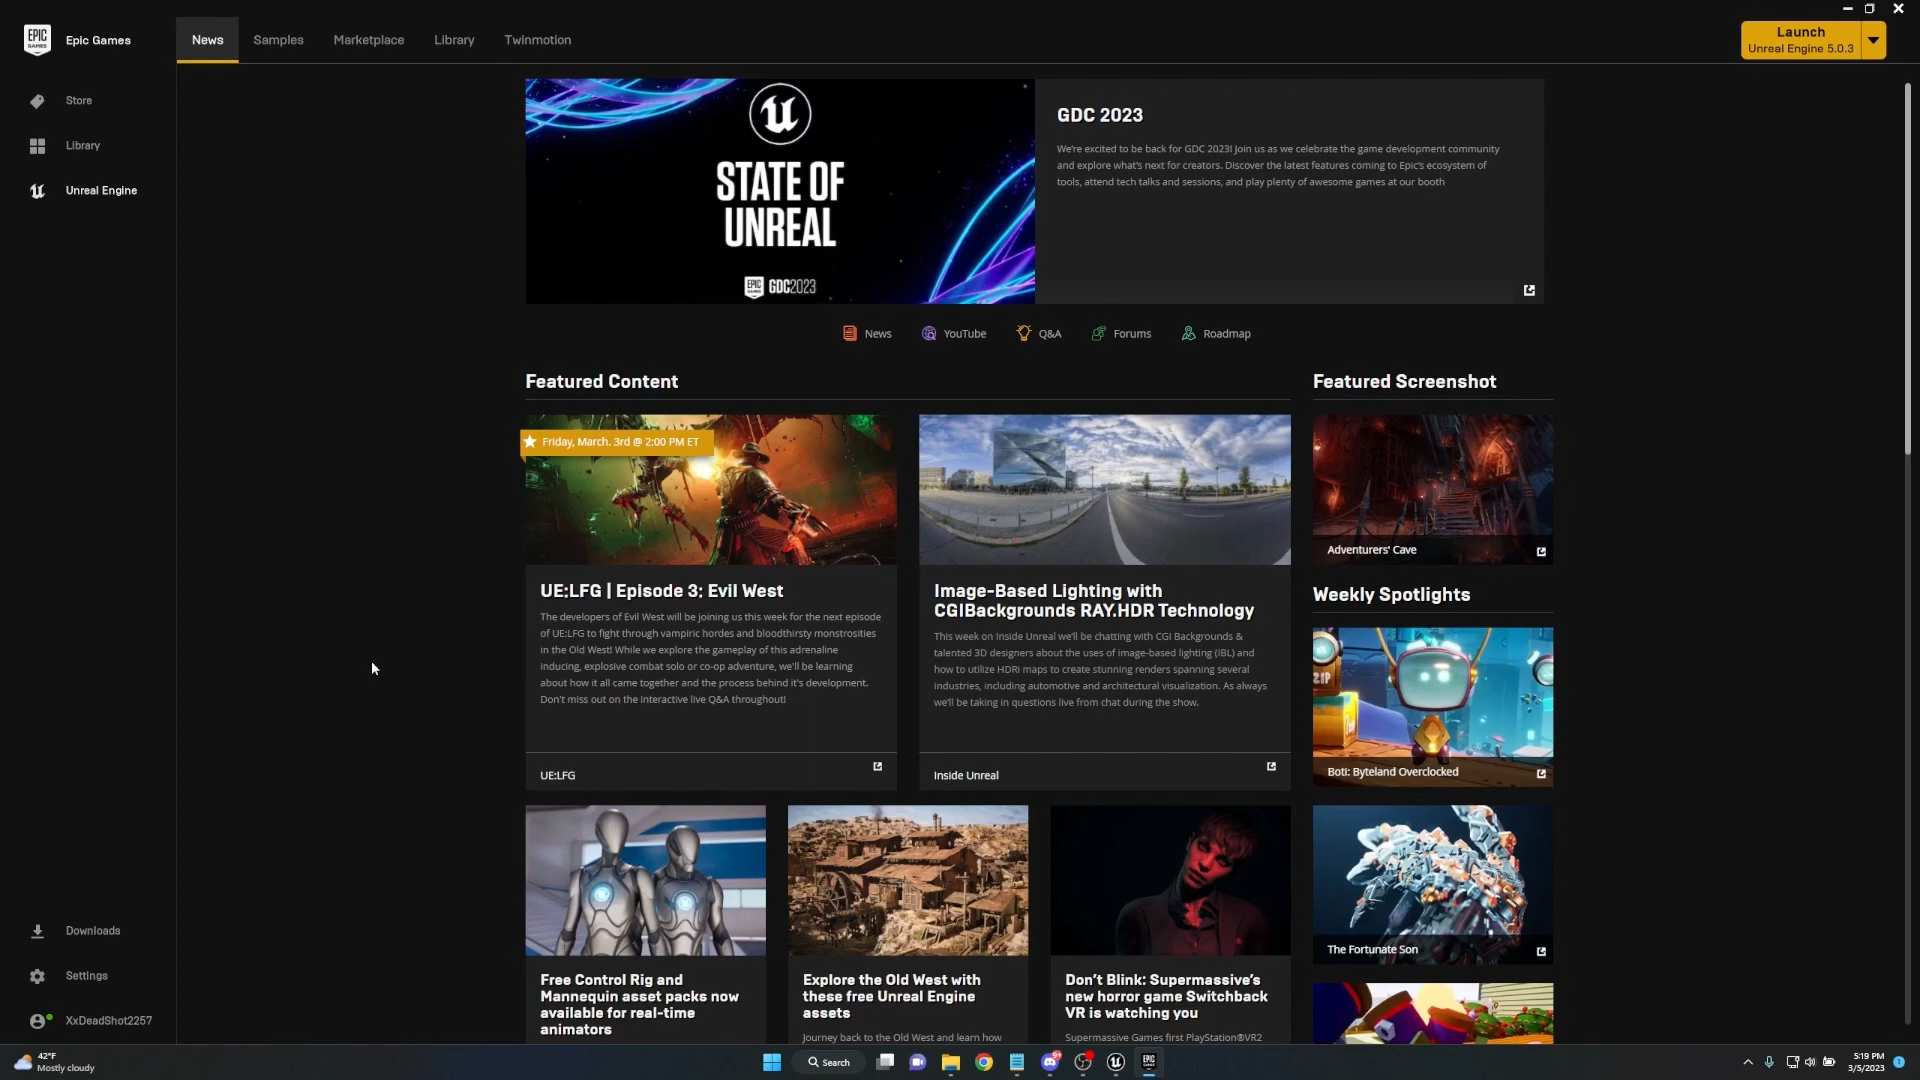 EPIC GAMES
Epic Games
News
Samples
Marketplace
Library
Twinmotion
Launch
Unreal Engine 5.0.3
Store
Library
Unreal Engine
STATE OF
UNREAL
EPIC GAMES GDC2023
GDC 2023
We're excited to be back for GDC 2023! Join us as we celebrate the game development community
and explore what's next for creators. Discover the latest features coming to Epic's ecosystem of
tools, attend tech talks and sessions, and play plenty of awesome games at our booth
News
YouTube
Q&A
Forums
Roadmap
Featured Content
Friday, March. 3rd @ 2:00 PM ET
UE:LFG | Episode 3: Evil West
The developers of Evil West will be joining us this week for the next episode
of UE:LFG to fight through vampiric hordes and bloodthirsty monstrosities
in the Old West! While we explore the gameplay of this adrenaline
inducing, explosive combat solo or co-op adventure, we'll be learning
about how it all came together and the process behind it's development.
Don't miss out on the interactive live Q&A throughout!
UE:LFG
Image-Based Lighting with
CGIBackgrounds RAY.HDR Technology
This week on Inside Unreal we'll be chatting with CGI Backgrounds &
talented 3D designers about the uses of image-based lighting (IBL) and
how to utilize HDRI maps to create stunning renders spanning several
industries, including automotive and architectural visualization. As always
we'll be taking in questions live from chat during the show.
Inside Unreal
Featured Screenshot
Adventurers' Cave
Weekly Spotlights
ZIP
Boti: Byteland Overclocked
The Fortunate Son
Free Control Rig and
Mannequin asset packs now
available for real-time
animators
Explore the Old West with
these free Unreal Engine
assets
Journey back to the Old West and learn how
Don't Blink: Supermassive's
new horror game Switchback
VR is watching you
Supermassive Games first PlayStation®VR2
Downloads
Settings
XxDeadShot2257
42°F
Mostly cloudy
Search
9+
EPIC GAMES
5:19 PM
3/5/2023
1